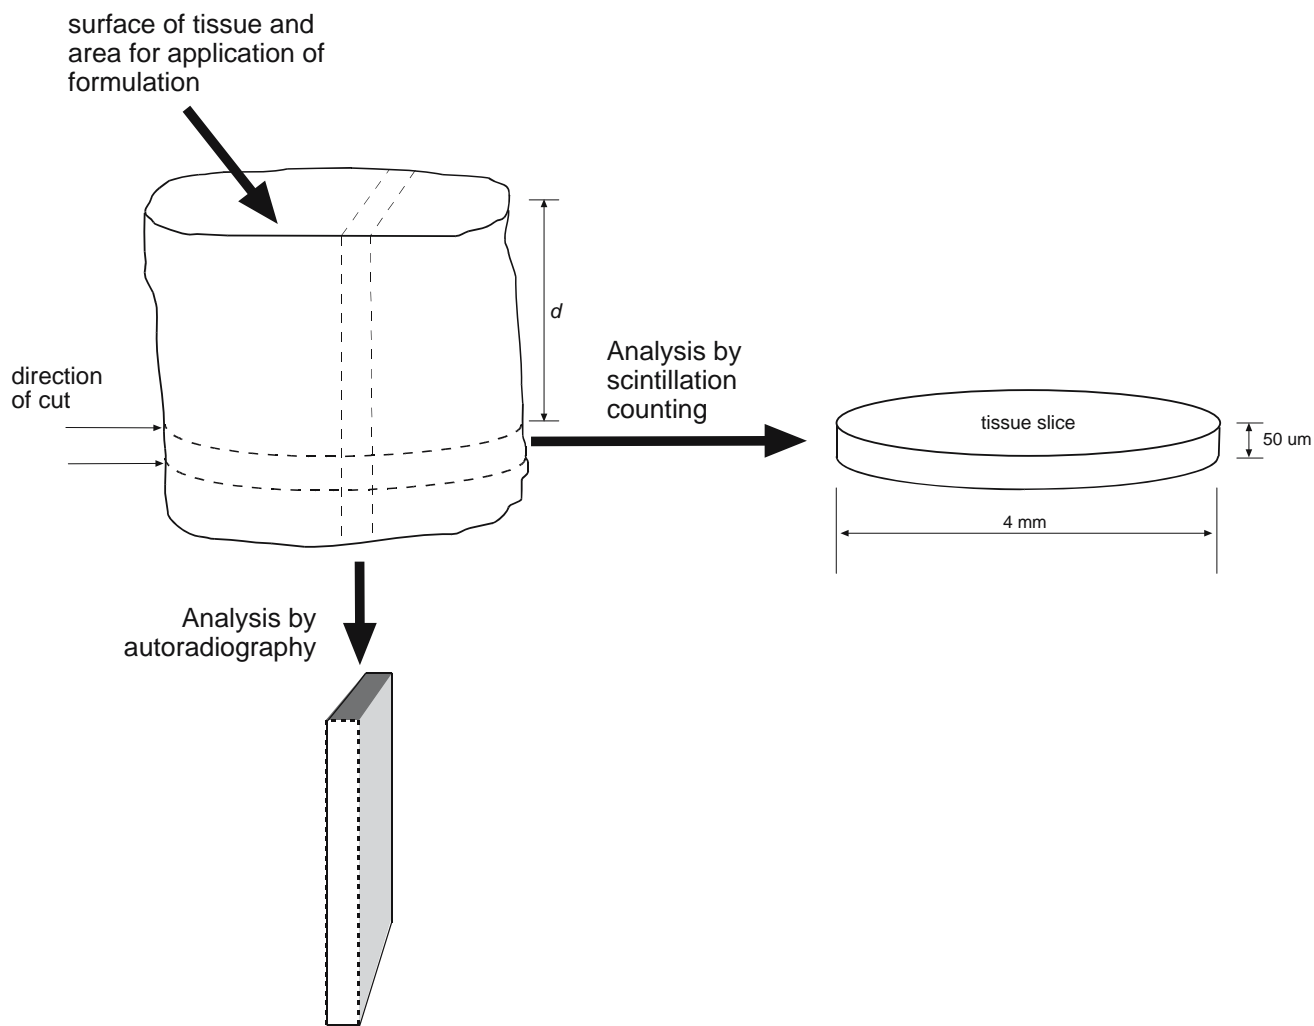 surface of tissue and
area for application of
formulation
d
direction
of cut
Analysis by
scintillation
counting
tissue slice
50 um
4 mm
Analysis by
autoradiography